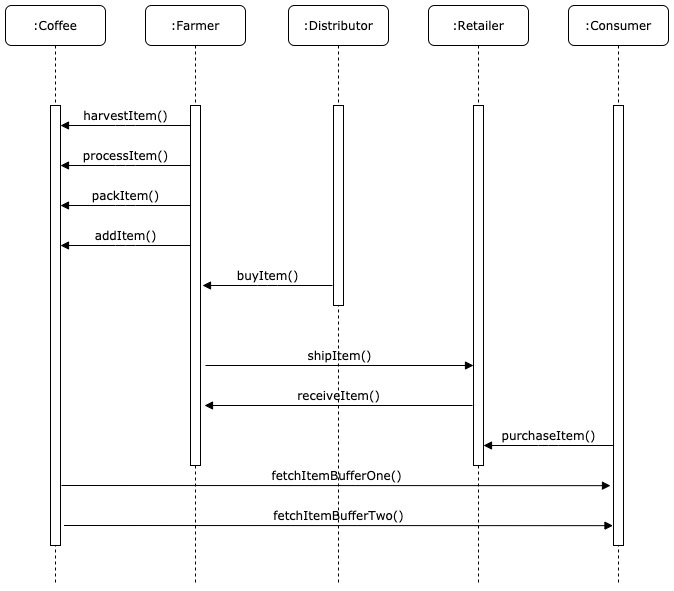 :Coffee
:Farmer
:Distributor
:Retailer
:Consumer
harvestItem()
processItem()
packItem()
addItem()
buyItem()
shipItem()
receiveItem()
purchaseItem()
fetchItemBufferOne()
fetchItemBufferTwo()